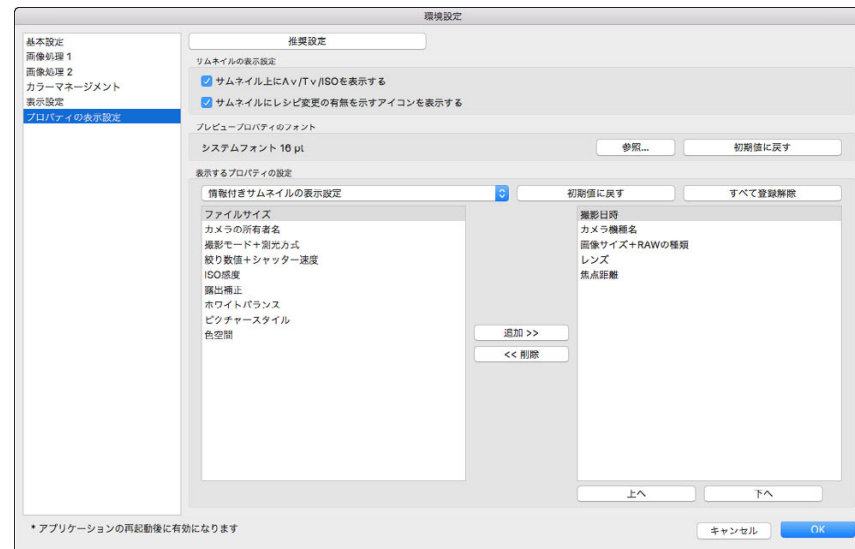 環境設定
基本設定
画像処理 1
画像処理 2
カラーマネージメント
表示設定
プロパティの表示設定
推奨設定
サムネイルの表示設定
サムネイル上にAv/Tv/ISOを表示する
サムネイルにレシピ変更の有無を示すアイコンを表示する
プレビュープロパティのフォント
システムフォント 16 pt
参照...
初期値に戻す
表示するプロパティの設定
情報付きサムネイルの表示設定
初期値に戻す
すべて登録解除
ファイルサイズ
カメラの所有者名
撮影モード+測光方式
絞り数値+シャッター速度
ISO感度
露出補正
ホワイトバランス
ピクチャースタイル
色空間
追加 >>
<< 削除
撮影日時
カメラ機種名
画像サイズ+RAWの種類
レンズ
焦点距離
上へ
下へ
* アプリケーションの再起動後に有効になります
キャンセル
OK